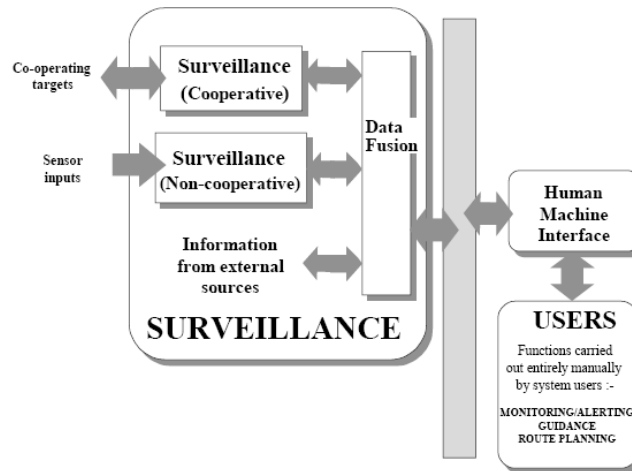 Co-operating
targets
Surveillance
(Cooperative)
Sensor
inputs
Surveillance
(Non-cooperative)
Information
from external
sources
Data
Fusion
SURVEILLANCE
Human
Machine
Interface
USERS
Functions carried
out entirely manually
by system users :-
MONITORING/ALERTING
GUIDANCE
ROUTE PLANNING